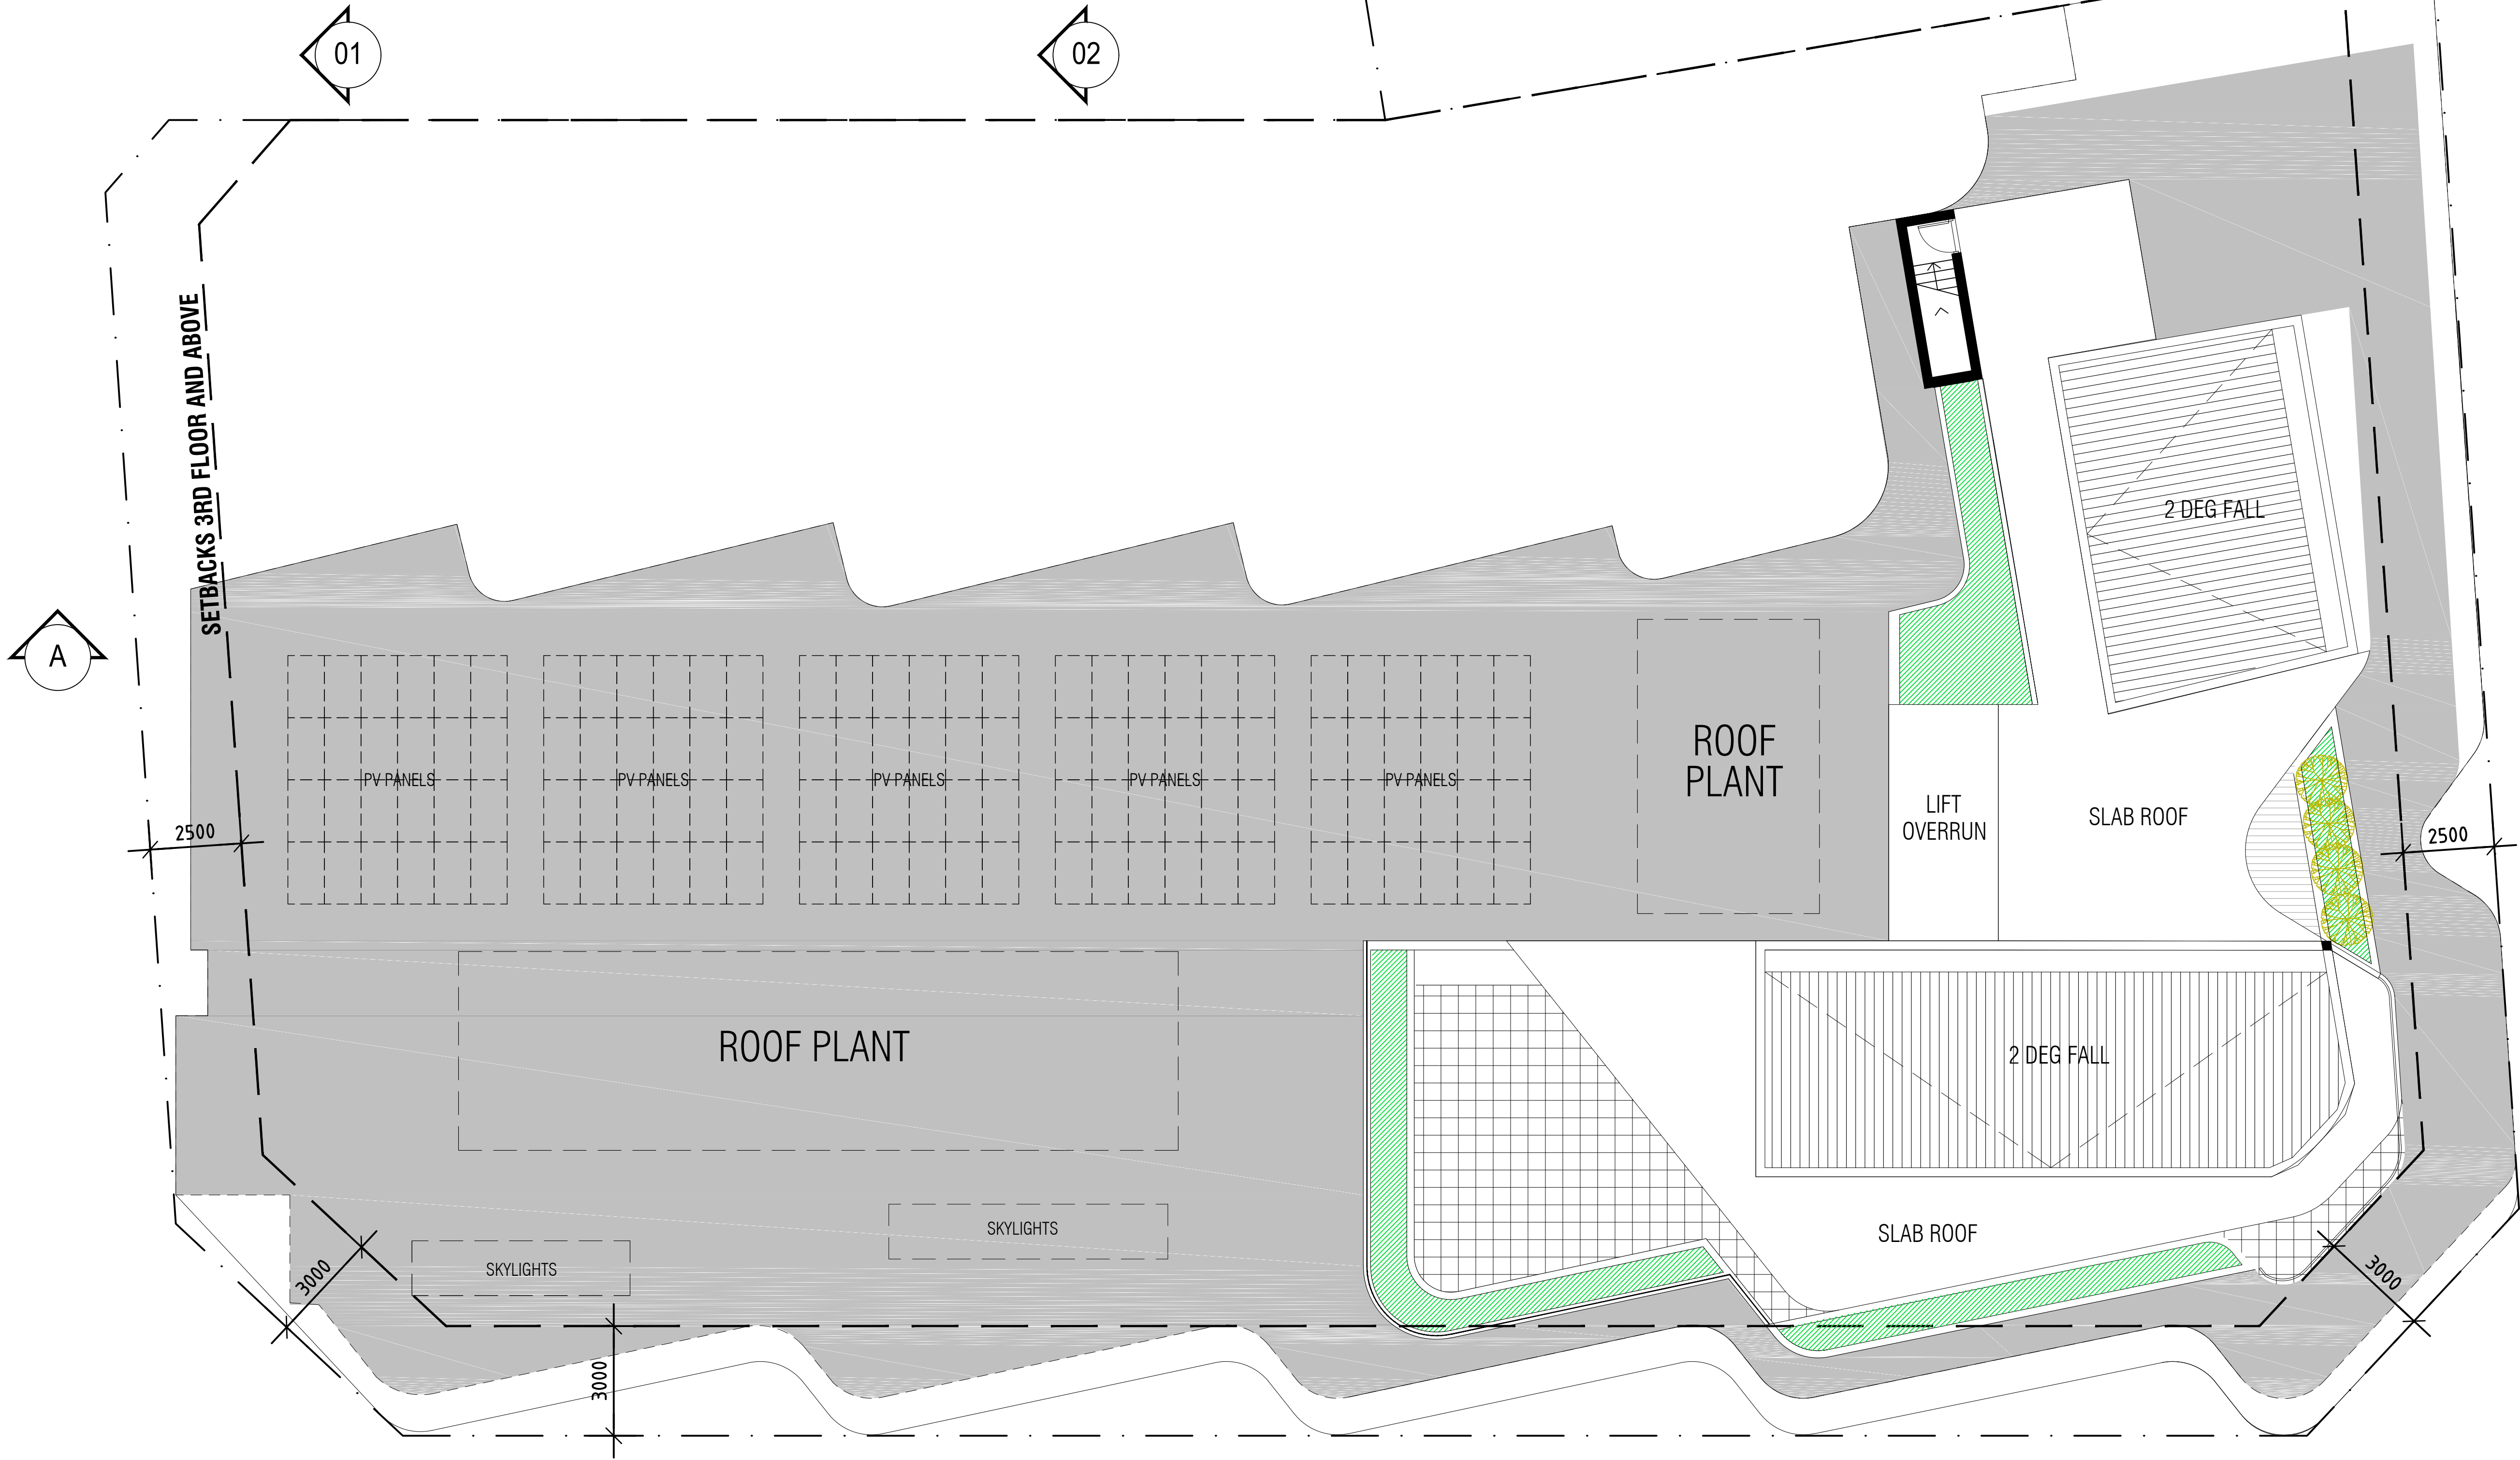 01
02
SETBACKS 3RD FLOOR AND ABOVE
2 DEG FALL
A
ROOF
PLANT
PV PANELS
PV PANELS
PV PANELS
PV PANELS
PV PANELS
LIFT
OVERRUN
SLAB ROOF
2500
2500
ROOF PLANT
2 DEG FALL
SKYLIGHTS
SLAB ROOF
SKYLIGHTS
3000
3000
3000